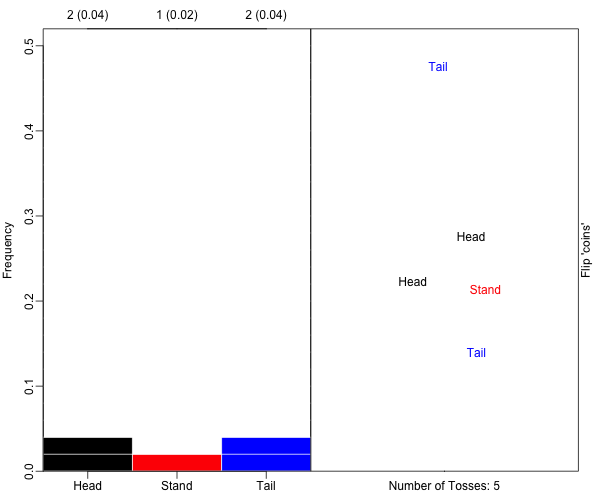 2 (0.04) 1 (0.02) 2 (0.04)
Frequency
0.5
0.4
0.3
0.2
0.1
0.0
Head Stand Tail
Tail
Head
Head
Stand
Tail
Number of Tosses: 5
Flip 'coins'